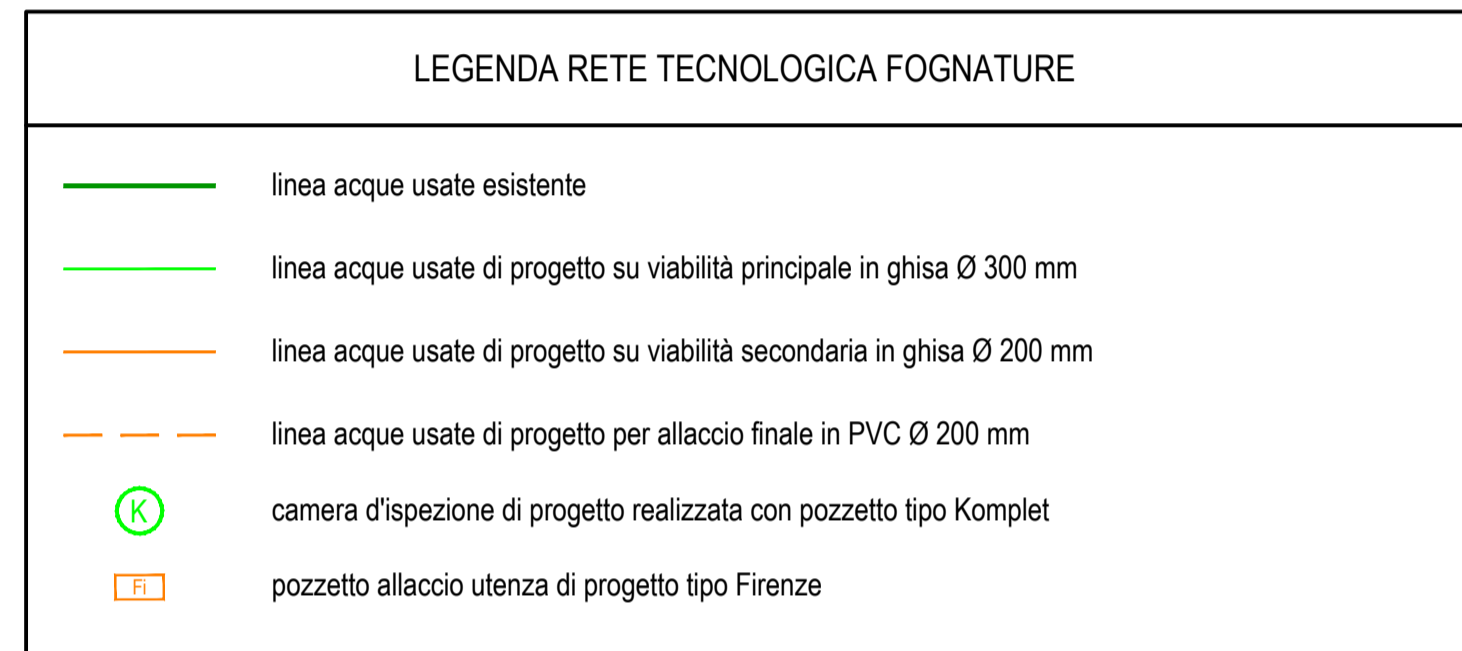 LEGENDA RETE TECNOLOGICA FOGNATURE
linea acque usate esistente
linea acque usate di progetto su viabilità principale in ghisa Ø 300 mm
linea acque usate di progetto su viabilità secondaria in ghisa Ø 200 mm
linea acque usate di progetto per allaccio finale in PVC Ø 200 mm
K camera d'ispezione di progetto realizzata con pozzetto tipo Komplet
Fi pozzetto allaccio utenza di progetto tipo Firenze